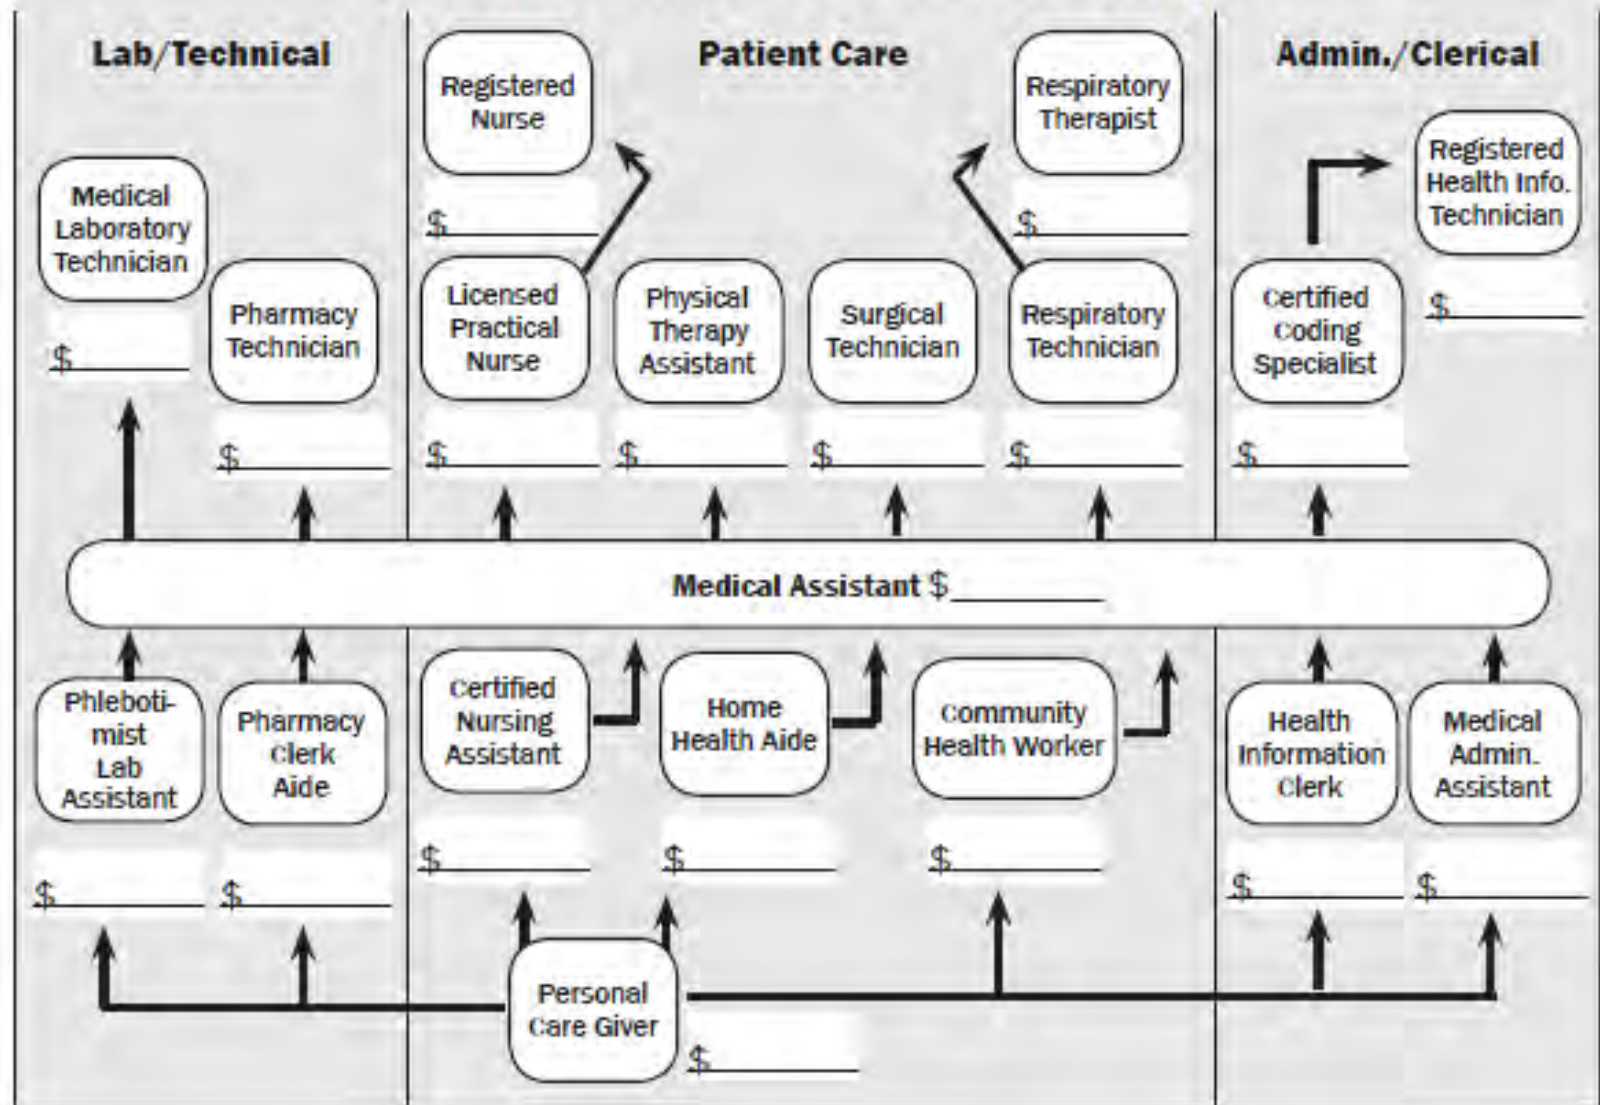 Lab/Technical
Patient Care
Admin./Clerical
Registered
Nurse
$
Respiratory
Therapist
$
Registered
Health Info.
Technician
$
Medical
Laboratory
Technician
$
Pharmacy
Technician
$
Licensed
Practical
Nurse
$
Physical
Therapy
Assistant
$
Surgical
Technician
$
Respiratory
Technician
$
Certified
Coding
Specialist
$
Medical Assistant $
Phleboti-
mist
Lab
Assistant
$
Pharmacy
Clerk
Aide
$
Certified
Nursing
Assistant
$
Home
Health Aide
$
Community
Health Worker
$
Health
Information
Clerk
$
Medical
Admin.
Assistant
$
Personal
Care Giver
$